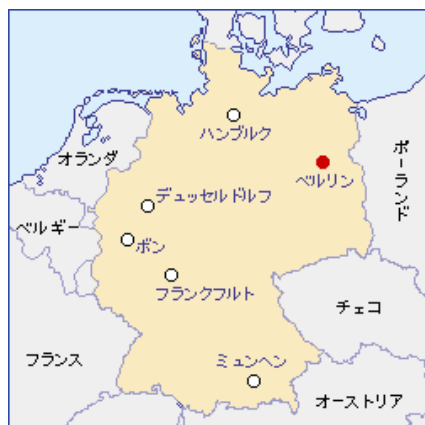 ハンブルク
オランダ
ポーランド
ベルリン
デュッセルドルフ
ベルギー
ボン
フランクフルト
チェコ
フランス
ミュンヘン
オーストリア